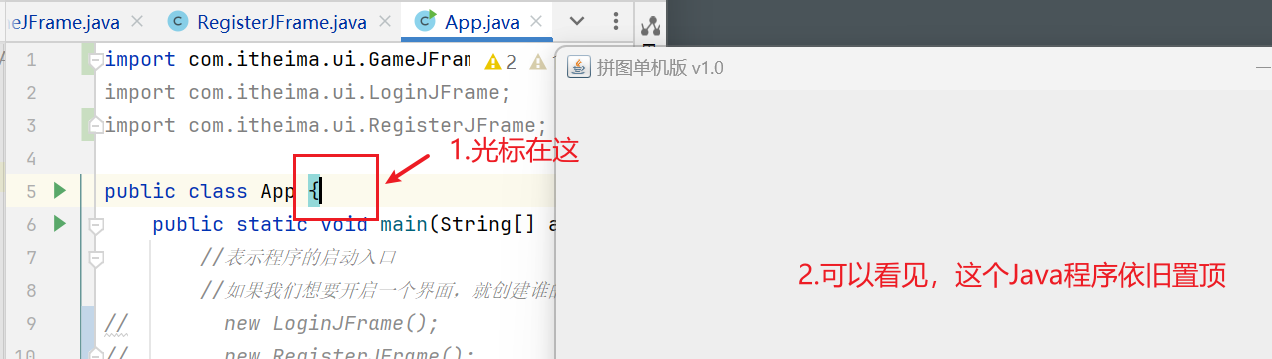 eJFrame.java
RegisterJFrame.java
App.java
1 import com.itheima.ui.GameJFram
2
2 import com.itheima.ui.LoginJFrame;
3 import com.itheima.ui.RegisterJFrame;
4
5 public class App {
6 public static void main(String[] a
7 //表示程序的启动入口
8 //如果我们想要开启一个界面，就创建谁的
9 // new LoginJFrame();
10 // new RegisterJFrame();
1.光标在这
拼图单机版 v1.0
2.可以看见，这个Java程序依旧置顶